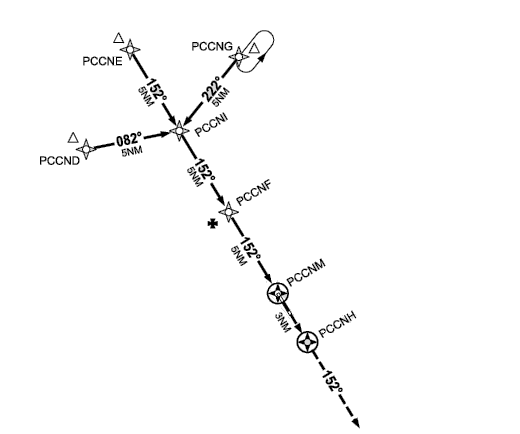 PCCNG
PCCNE
152°
5NM
222°
5NM
PCCNI
082°
5NM
PCCND
152°
5NM
PCCNF
152°
5NM
PCCNM
3NM
PCCNH
152°